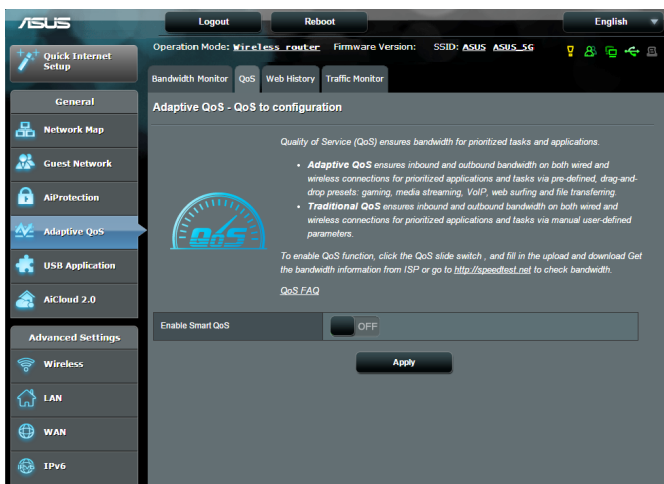 ASUS
Logout
Reboot
English
Quick Internet
Setup
Operation Mode: Wireless router Firmware Version: SSID: ASUS ASUS_5G
Bandwidth Monitor QoS Web History Traffic Monitor
General
Network Map
Guest Network
AiProtection
Adaptive QoS
USB Application
AiCloud 2.0
Advanced Settings
Wireless
LAN
WAN
IPv6
Adaptive QoS - QoS to configuration
QoS
Quality of Service (QoS) ensures bandwidth for prioritized tasks and applications.
• Adaptive QoS ensures inbound and outbound bandwidth on both wired and
wireless connections for prioritized applications and tasks via pre-defined, drag-and-
drop presets: gaming, media streaming, VoIP, web surfing and file transferring.
• Traditional QoS ensures inbound and outbound bandwidth on both wired and
wireless connections for prioritized applications and tasks via manual user-defined
parameters.
To enable QoS function, click the QoS slide switch , and fill in the upload and download Get
the bandwidth information from ISP or go to http://speedtest.net to check bandwidth.
QoS FAQ
Enable Smart QoS
OFF
Apply